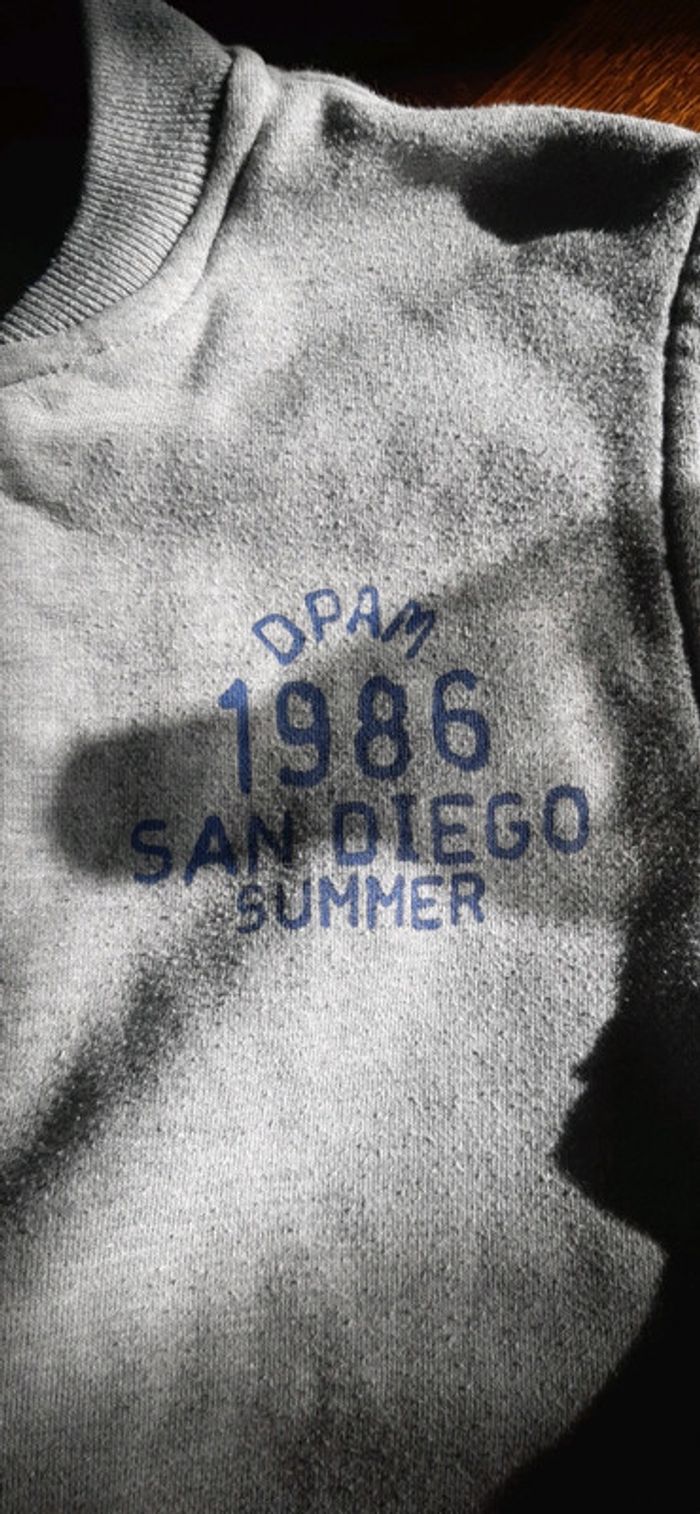 DPAM
1986
SAN DIEGO
SUMMER